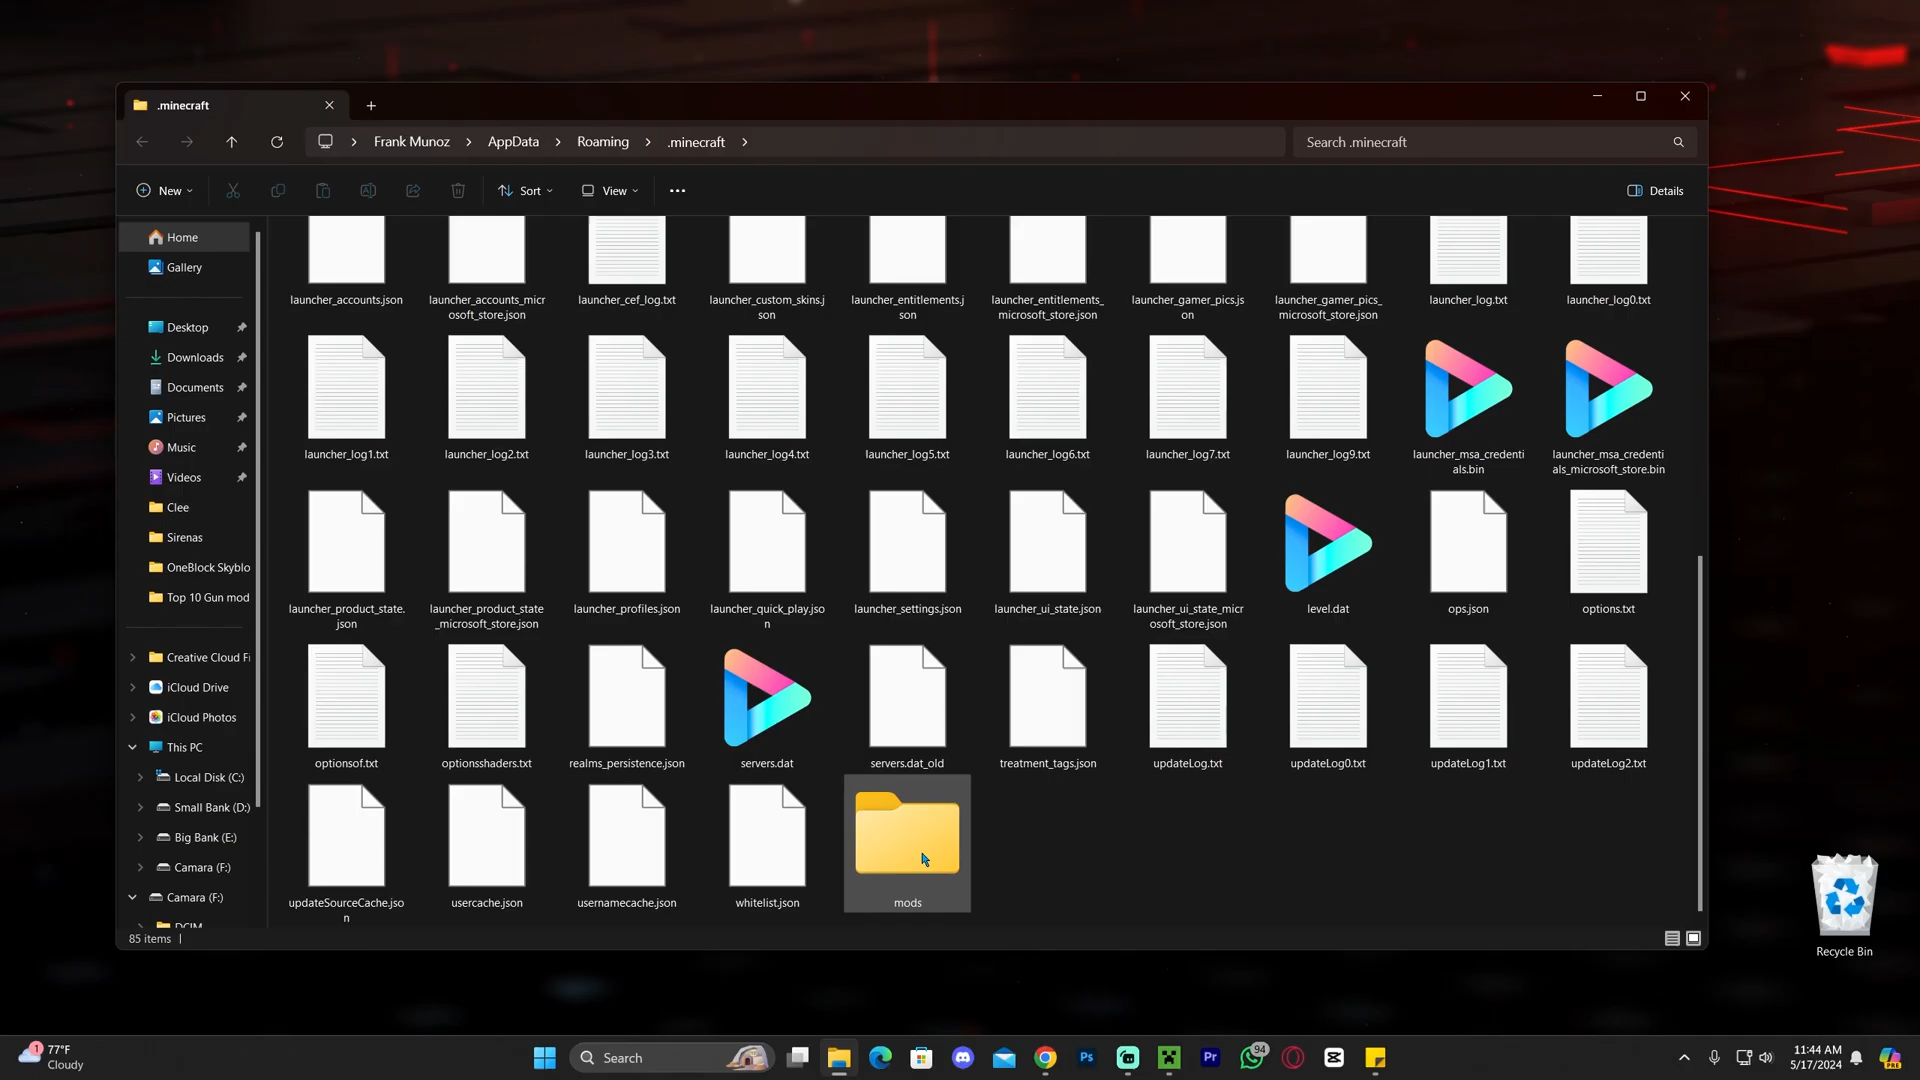 .minecraft
Frank Munoz > AppData > Roaming > .minecraft >
Search .minecraft
New
Sort
View
Details
Home
Gallery
Desktop
Downloads
Documents
Pictures
Music
Videos
Clee
Sirenas
OneBlock Skyblo
Top 10 Gun mod
Creative Cloud Fi
iCloud Drive
iCloud Photos
This PC
Local Disk (C:)
Small Bank (D:)
Big Bank (E:)
Camara (F:)
Camara (F:)
DCIM
launcher_accounts.json
launcher_accounts_micr
osoft_store.json
launcher_cef_log.txt
launcher_custom_skins.j
son
launcher_entitlements.j
son
launcher_entitlements_
microsoft_store.json
launcher_gamer_pics.js
on
launcher_gamer_pics_
microsoft_store.json
launcher_log.txt
launcher_log0.txt
launcher_log1.txt
launcher_log2.txt
launcher_log3.txt
launcher_log4.txt
launcher_log5.txt
launcher_log6.txt
launcher_log7.txt
launcher_log9.txt
launcher_msa_credenti
als.bin
launcher_msa_credenti
als_microsoft_store.bin
launcher_product_state.
json
launcher_product_state
_microsoft_store.json
launcher_profiles.json
launcher_quick_play.jso
n
launcher_settings.json
launcher_ui_state.json
launcher_ui_state_micr
osoft_store.json
level.dat
ops.json
options.txt
optionsof.txt
optionsshaders.txt
realms_persistence.json
servers.dat
servers.dat_old
treatment_tags.json
updateLog.txt
updateLog0.txt
updateLog1.txt
updateLog2.txt
updateSourceCache.jso
n
usercache.json
usernamecache.json
whitelist.json
mods
85 items
Recycle Bin
1
77°F
Cloudy
Search
Ps
Pr
94
11:44 AM
5/17/2024
PRE